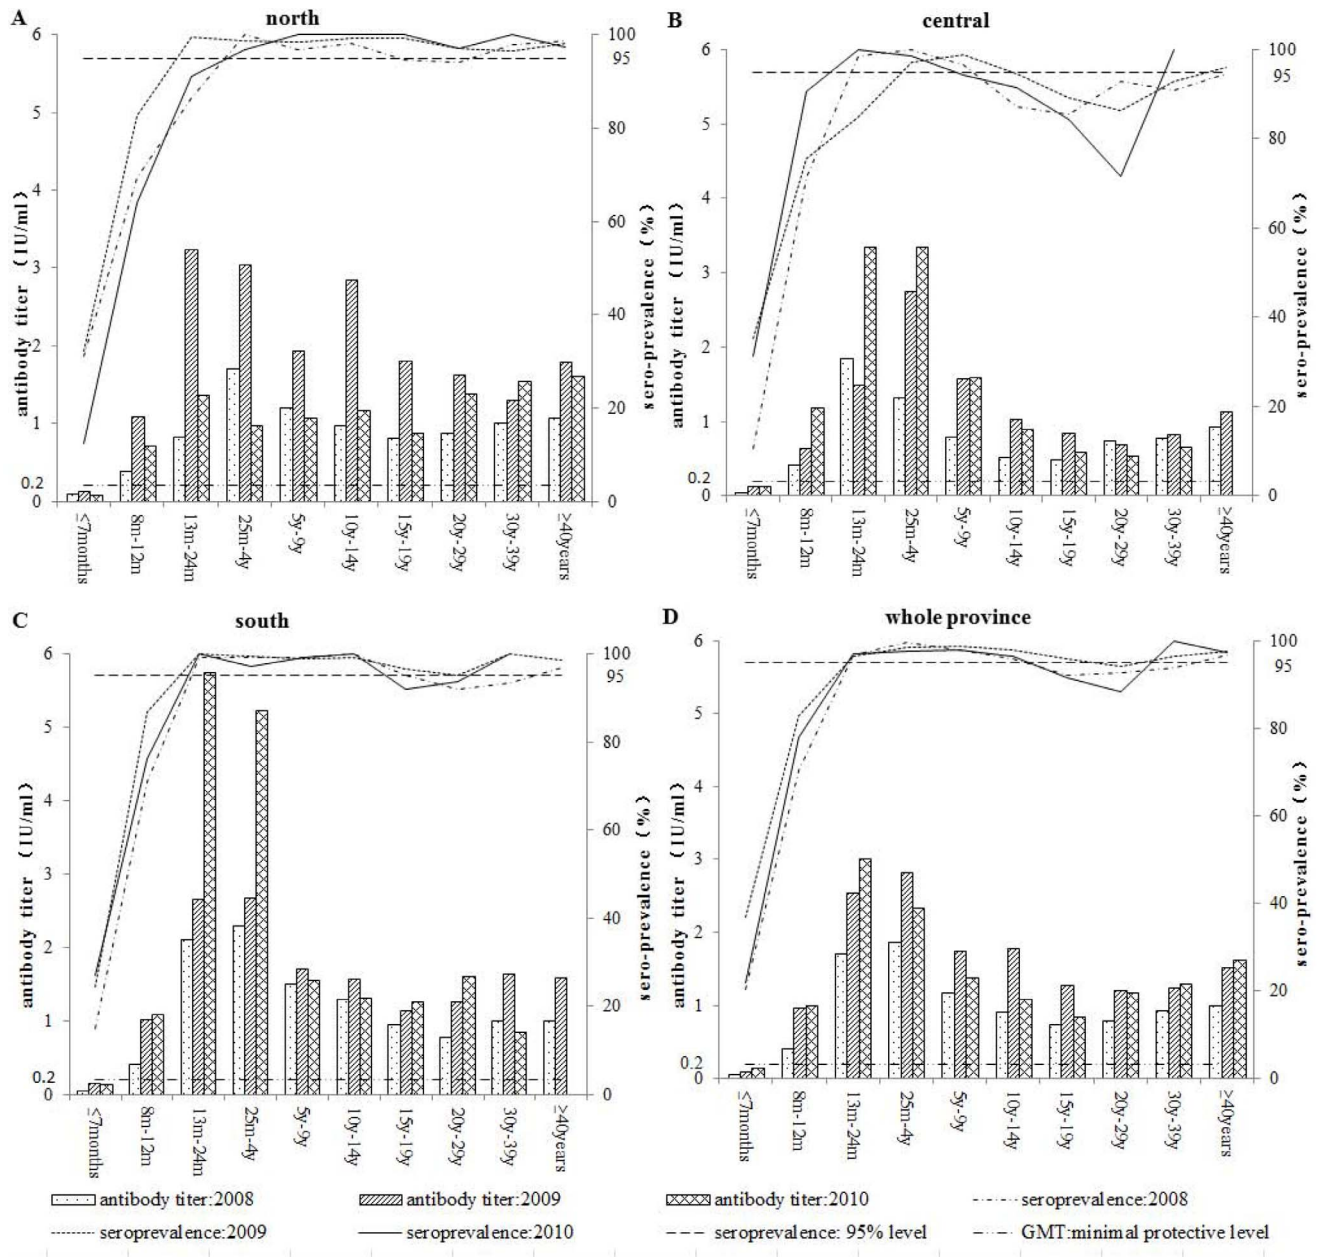 A north
6 100
95
5
80
4
60
3
40
2
20
1
0.2
0 0
antibody titer (IU/ml)
sero-prevalence (%)
≤7months 8m-12m 13m-24m 25m-4y 5y-9y 10y-14y 15y-19y 20y-29y 30y-39y ≥40years
B central
6 100
95
5
80
4
60
3
40
2
20
1
0.2
0 0
antibody titer (IU/ml)
sero-prevalence (%)
≤7months 8m-12m 13m-24m 25m-4y 5y-9y 10y-14y 15y-19y 20y-29y 30y-39y ≥40years
C south
6 100
95
5
80
4
60
3
40
2
20
1
0.2
0 0
antibody titer (IU/ml)
sero-prevalence (%)
≤7months 8m-12m 13m-24m 25m-4y 5y-9y 10y-14y 15y-19y 20y-29y 30y-39y ≥40years
D whole province
6 100
95
5
80
4
60
3
40
2
20
1
0.2
0 0
antibody titer (IU/ml)
sero-prevalence (%)
≤7months 8m-12m 13m-24m 25m-4y 5y-9y 10y-14y 15y-19y 20y-29y 30y-39y ≥40years
antibody titer:2008 antibody titer:2009 antibody titer:2010 seroprevalence:2008
seroprevalence:2009 seroprevalence:2010 seroprevalence: 95% level GMT:minimal protective level